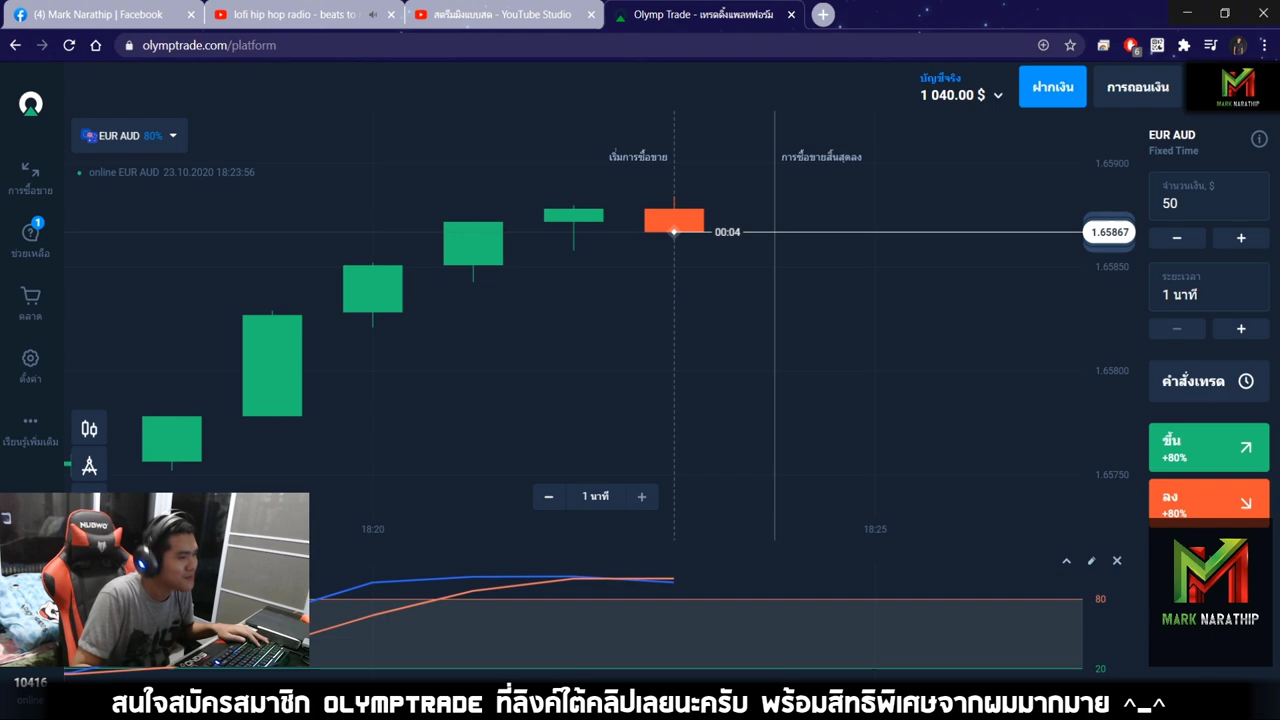 (4) Mark Narathip | Facebook
lofi hip hop radio - beats to
สตรีมมิงแบบสด - YouTube Studio
Olymp Trade - เทรดดิ้งแพลทฟอร์ม
olymptrade.com/platform
6
บัญชีจริง
1 040.00 $
ฝากเงิน
การถอนเงิน
MARK NARATHIP
EUR AUD 80%
online EUR AUD 23.10.2020 18:23:56
เริ่มการซื้อขาย
การซื้อขายสิ้นสุดลง
การซื้อขาย
1
ช่วยเหลือ
ตลาด
ตั้งค่า
เรียนรู้เพิ่มเติม
00:04
1.65900
1.65867
1.65850
1.65800
1.65750
EUR AUD
Fixed Time
จำนวนเงิน, $
50
ระยะเวลา
1 นาที
คำสั่งเทรด
ขึ้น
+80%
ลง
+80%
1 นาที
18:20
18:25
80
20
NUBWO
MARK NARATHIP
10416
online
สนใจสมัครสมาชิก OLYMPTRADE ที่ลิงค์ใต้คลิปเลยนะครับ พร้อมสิทธิพิเศษจากผมมากมาย ^_^